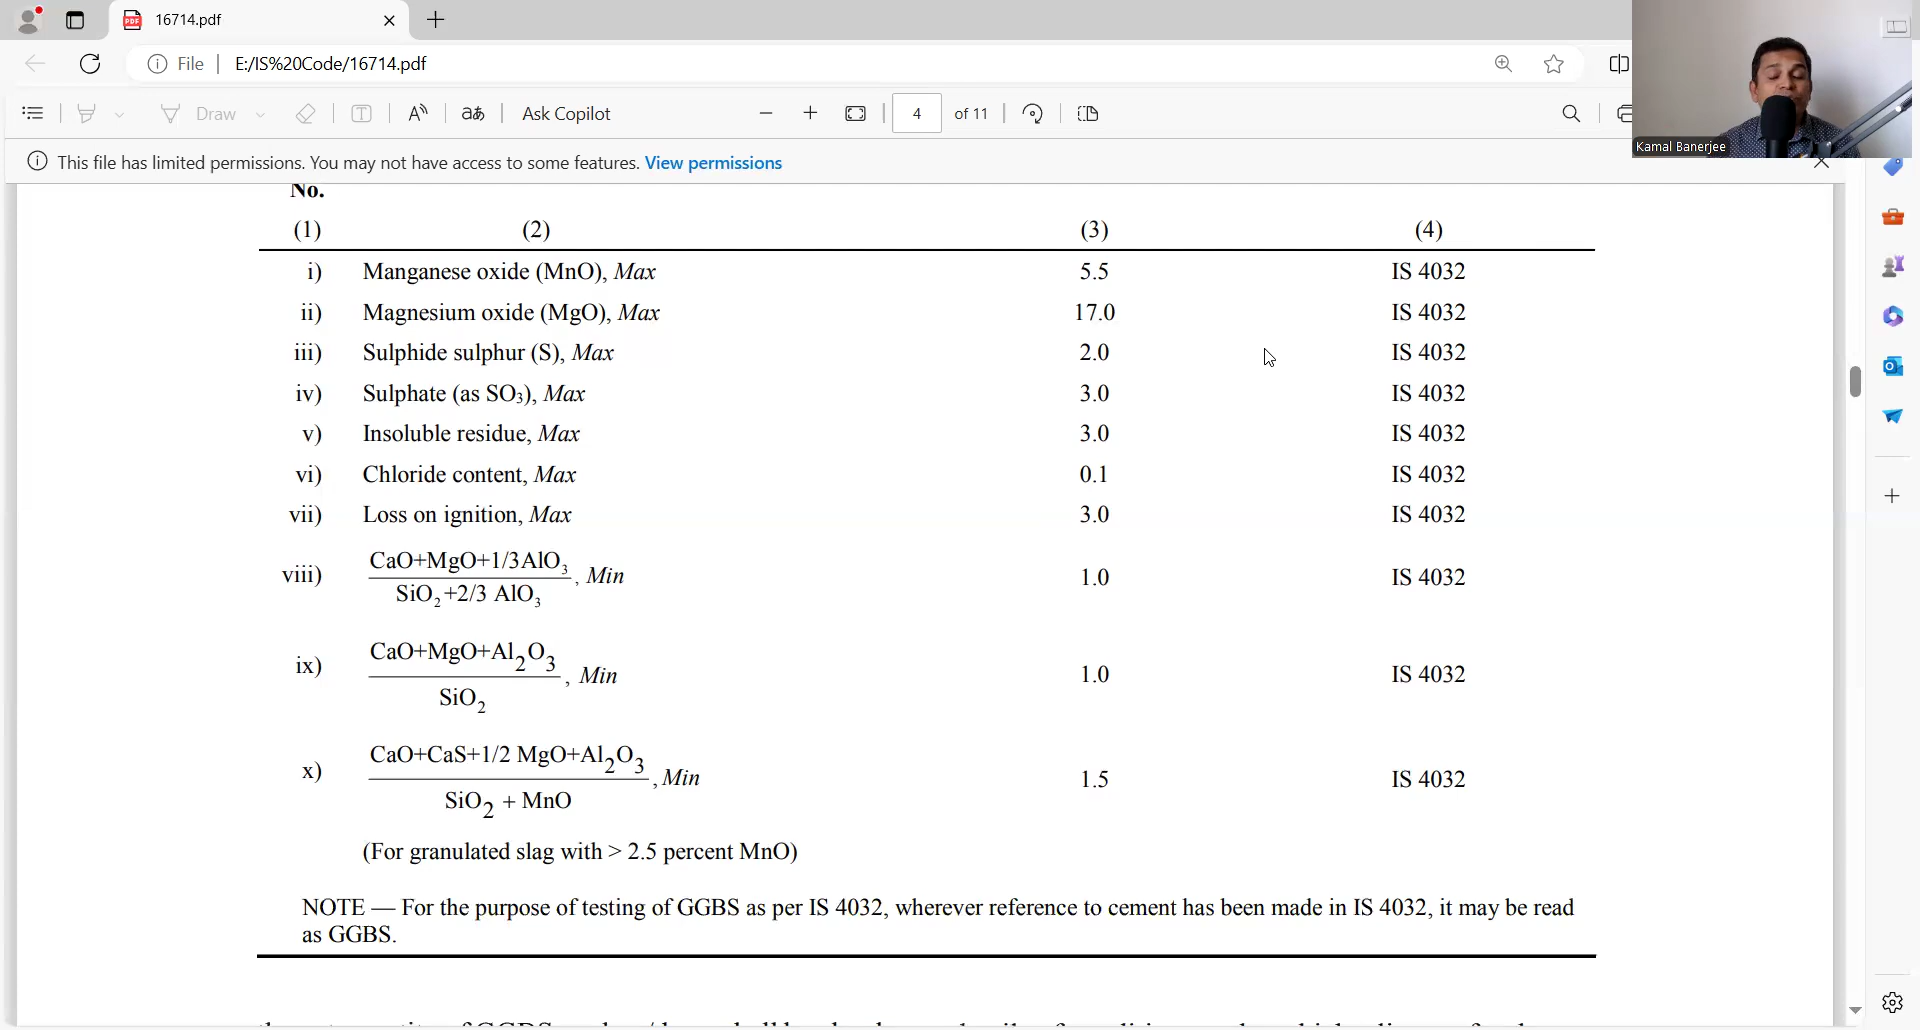 16714.pdf
File | E:/IS%20Code/16714.pdf
Draw
Ask Copilot
4 of 11
Kamal Banerjee
This file has limited permissions. You may not have access to some features. View permissions
No.
(1) (2) (3) (4)
i) Manganese oxide (MnO), Max 5.5 IS 4032
ii) Magnesium oxide (MgO), Max 17.0 IS 4032
iii) Sulphide sulphur (S), Max 2.0 IS 4032
iv) Sulphate (as SO₃), Max 3.0 IS 4032
v) Insoluble residue, Max 3.0 IS 4032
vi) Chloride content, Max 0.1 IS 4032
vii) Loss on ignition, Max 3.0 IS 4032
CaO+MgO+1/3AlO₃
viii) , Min 1.0 IS 4032
SiO₂+2/3 AlO₃
CaO+MgO+Al₂O₃
ix) , Min 1.0 IS 4032
SiO₂
CaO+CaS+1/2 MgO+Al₂O₃
x) , Min 1.5 IS 4032
SiO₂ + MnO
(For granulated slag with > 2.5 percent MnO)
NOTE — For the purpose of testing of GGBS as per IS 4032, wherever reference to cement has been made in IS 4032, it may be read
as GGBS.